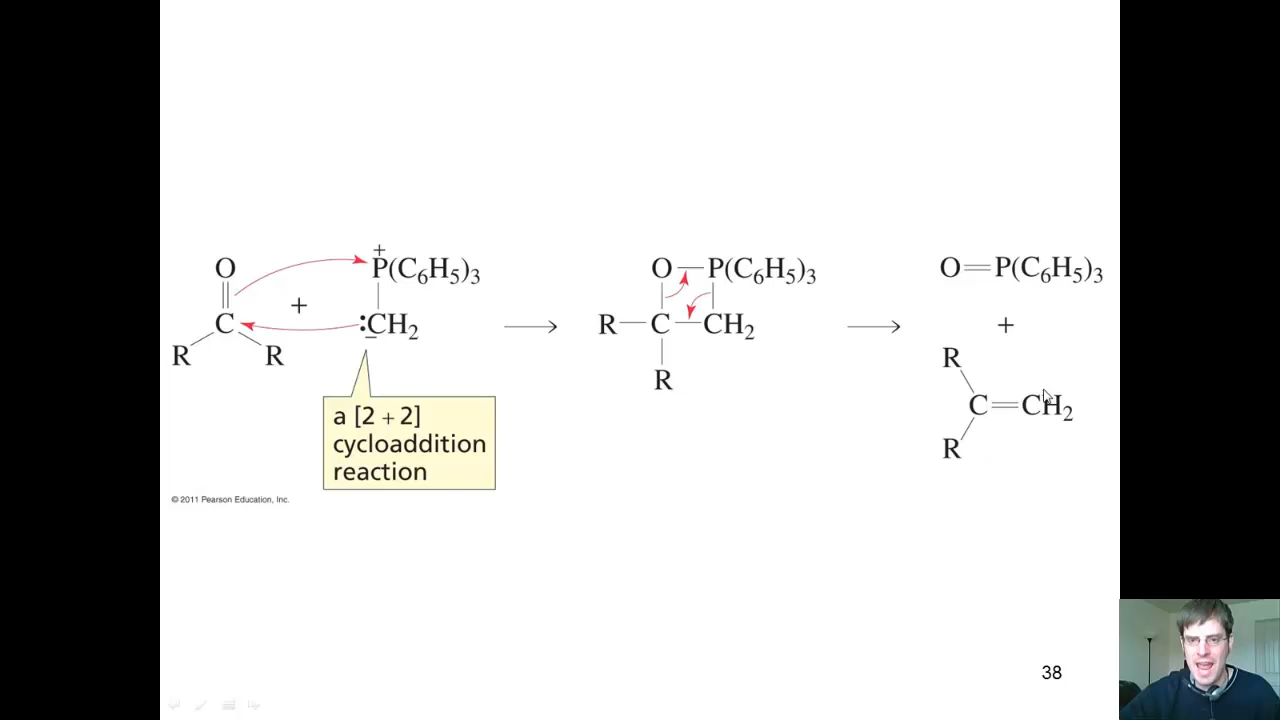 O
C
R
R
+
+
P(C6H5)3
:CH2
−
a [2 + 2]
cycloaddition
reaction
O—P(C6H5)3
R—C—CH2
R
O=P(C6H5)3
+
R
C=CH2
R
© 2011 Pearson Education, Inc.
38